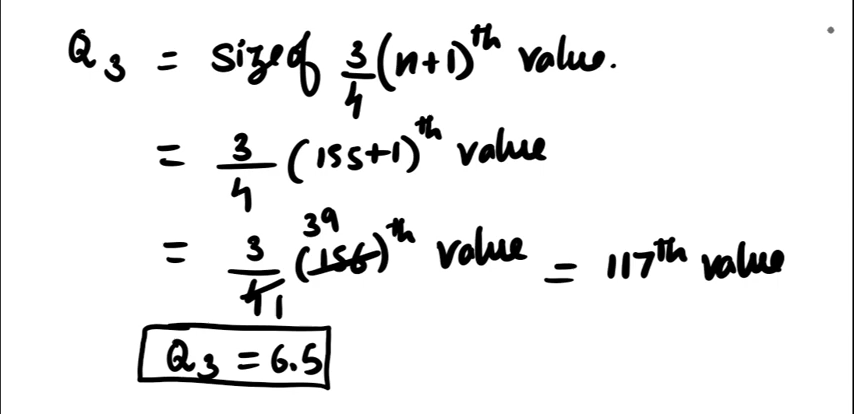 Q₃ = size of 3/4 (n+1)ᵗʰ value.
= 3/4 (155+1)ᵗʰ value
= 3/4 1 (156)ᵗʰ 39 value = 117ᵗʰ value
Q₃ = 6.5